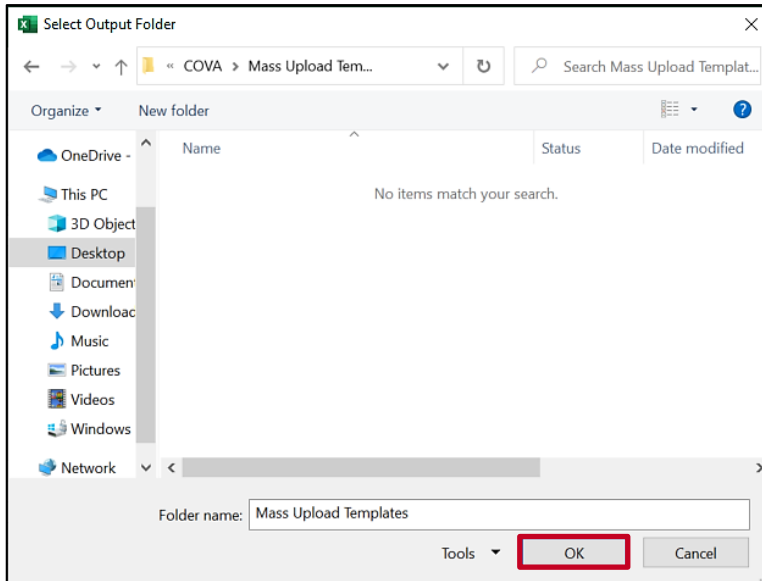 Select Output Folder
« COVA > Mass Upload Tem...
Search Mass Upload Templat...
Organize
New folder
Name
Status
Date modified
No items match your search.
OneDrive -
This PC
3D Object
Desktop
Documen
Downloac
Music
Pictures
Videos
Windows
Network
Folder name: Mass Upload Templates
Tools OK Cancel